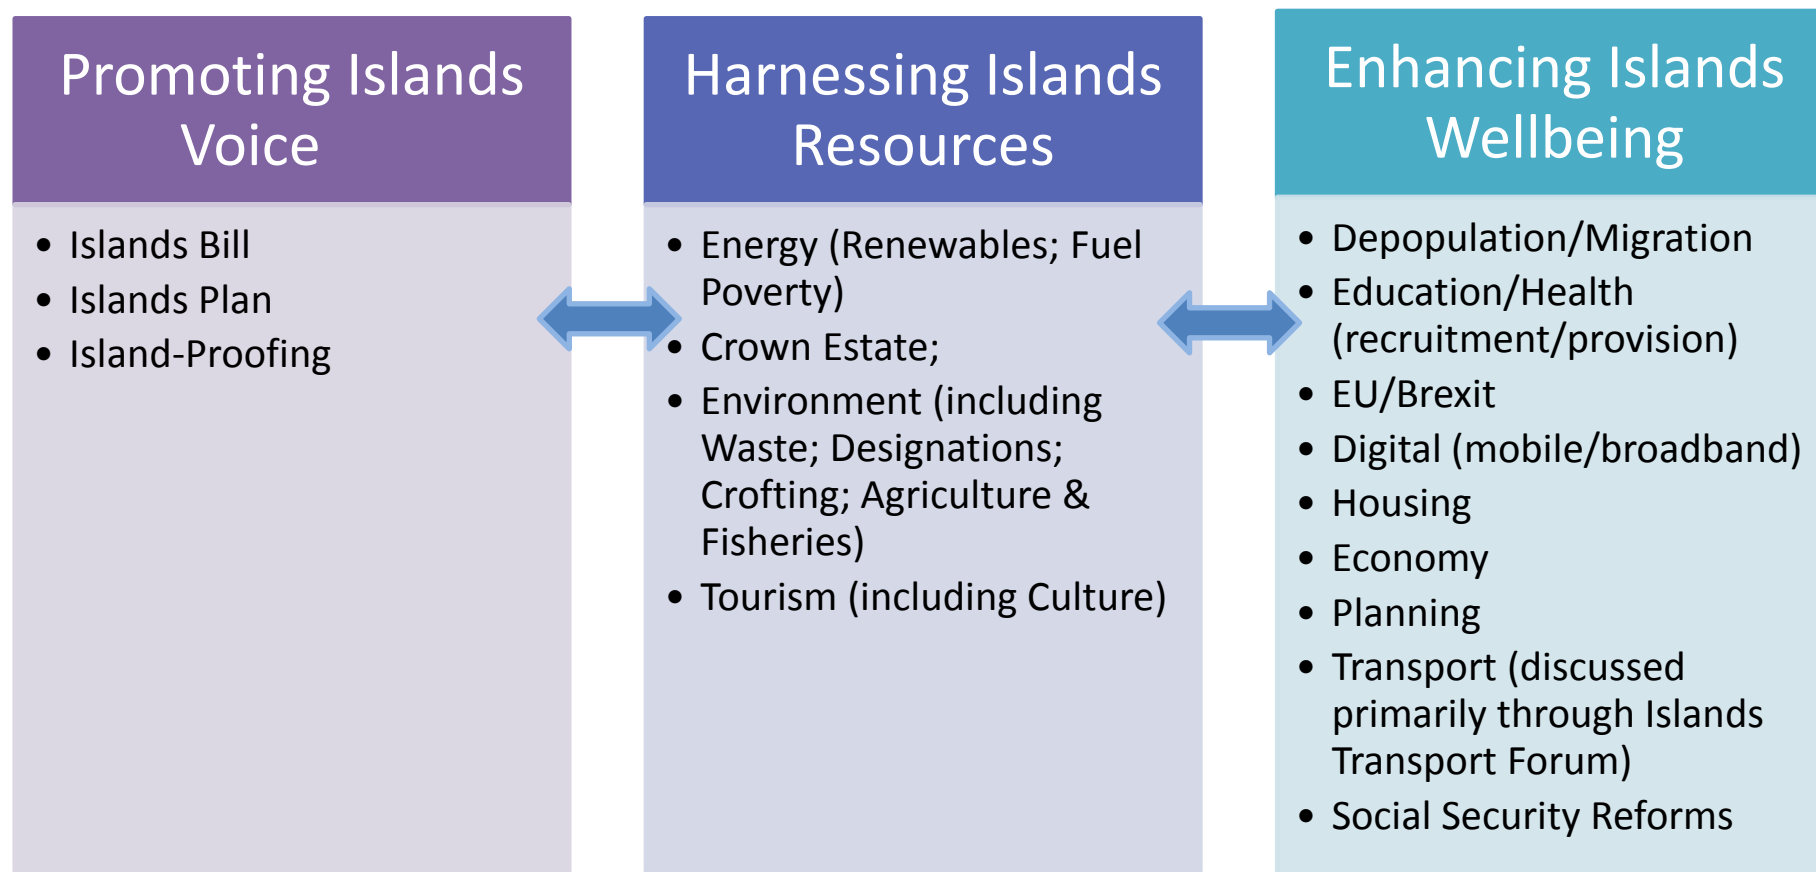 Promoting Islands
Voice
• Islands Bill
• Islands Plan
• Island-Proofing
Harnessing Islands
Resources
• Energy (Renewables; Fuel
Poverty)
• Crown Estate;
• Environment (including
Waste; Designations;
Crofting; Agriculture &
Fisheries)
• Tourism (including Culture)
Enhancing Islands
Wellbeing
• Depopulation/Migration
• Education/Health
(recruitment/provision)
• EU/Brexit
• Digital (mobile/broadband)
• Housing
• Economy
• Planning
• Transport (discussed
primarily through Islands
Transport Forum)
• Social Security Reforms